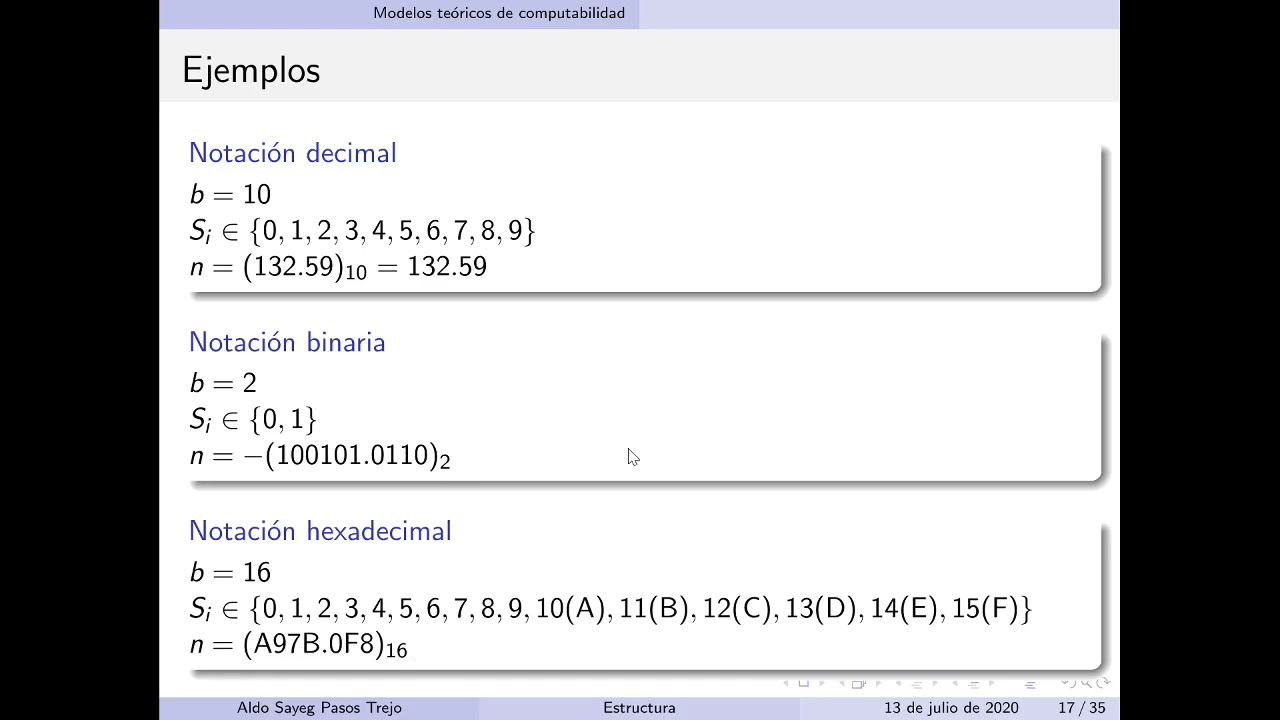 Modelos teóricos de computabilidad
Ejemplos
Notación decimal
b = 10
Sᵢ ∈ {0, 1, 2, 3, 4, 5, 6, 7, 8, 9}
n = (132.59)₁₀ = 132.59
Notación binaria
b = 2
Sᵢ ∈ {0, 1}
n = −(100101.0110)₂
Notación hexadecimal
b = 16
Sᵢ ∈ {0, 1, 2, 3, 4, 5, 6, 7, 8, 9, 10(A), 11(B), 12(C), 13(D), 14(E), 15(F)}
n = (A97B.0F8)₁₆
Aldo Sayeg Pasos Trejo Estructura 13 de julio de 2020 17 / 35